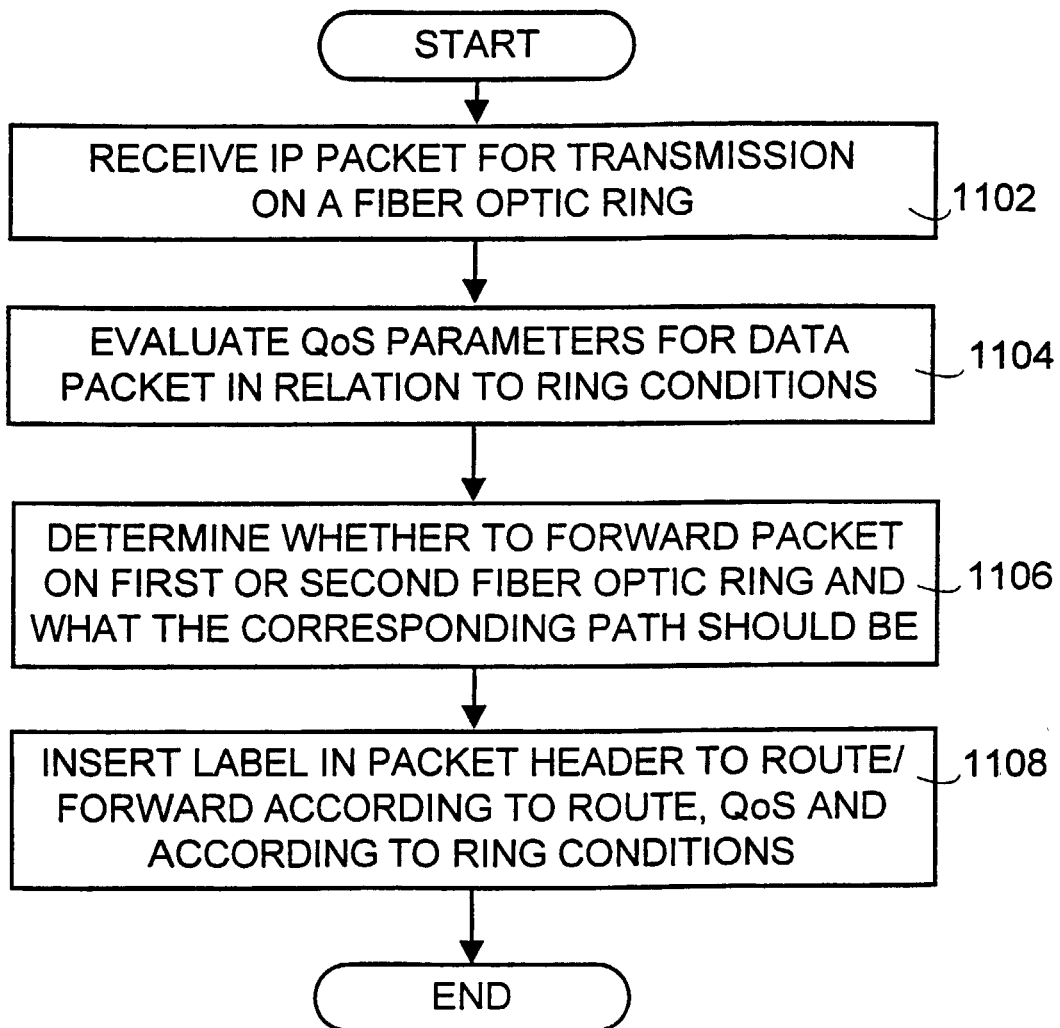 START
RECEIVE IP PACKET FOR TRANSMISSION
ON A FIBER OPTIC RING
1102
EVALUATE QoS PARAMETERS FOR DATA
PACKET IN RELATION TO RING CONDITIONS
1104
DETERMINE WHETHER TO FORWARD PACKET
ON FIRST OR SECOND FIBER OPTIC RING AND
WHAT THE CORRESPONDING PATH SHOULD BE
1106
INSERT LABEL IN PACKET HEADER TO ROUTE/
FORWARD ACCORDING TO ROUTE, QoS AND
ACCORDING TO RING CONDITIONS
1108
END